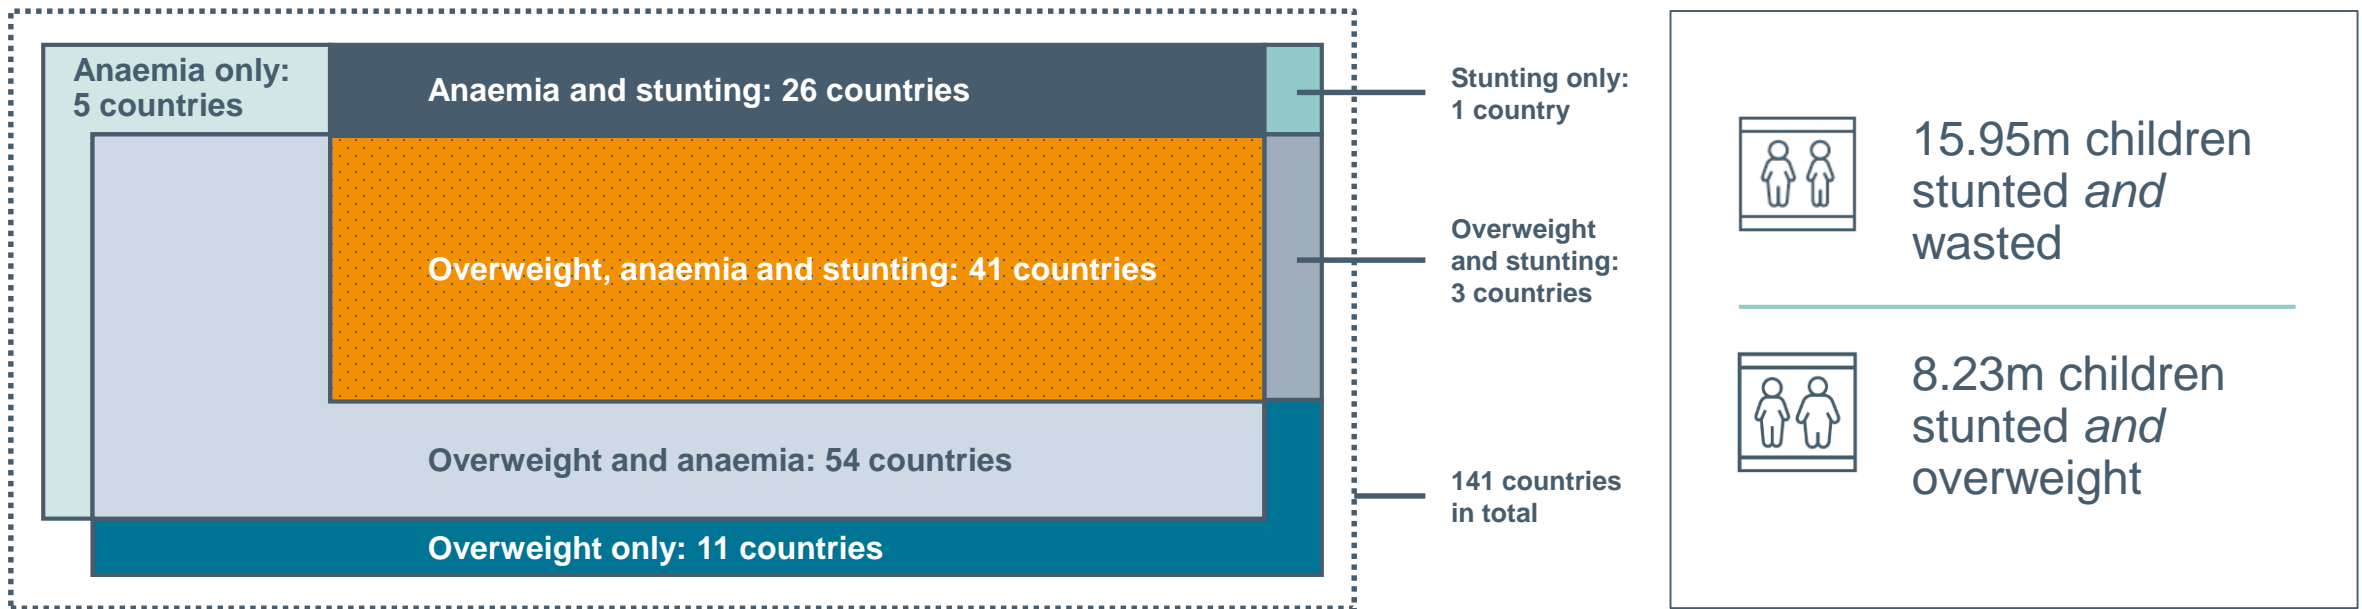 Anaemia only:
5 countries
Anaemia and stunting: 26 countries
Overweight, anaemia and stunting: 41 countries
Overweight and anaemia: 54 countries
Overweight only: 11 countries
Stunting only:
1 country
Overweight
and stunting:
3 countries
141 countries
in total
15.95m children
stunted and
wasted
8.23m children
stunted and
overweight